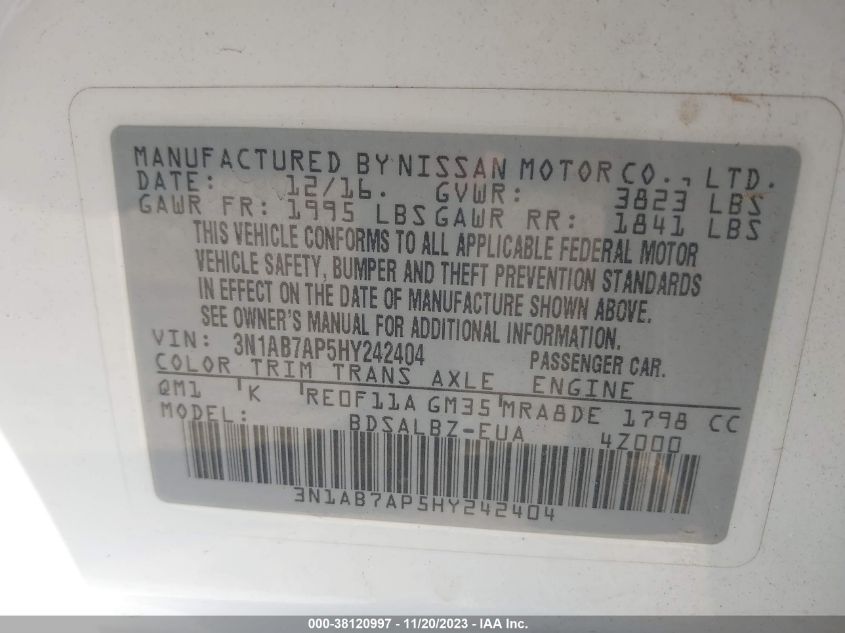 MANUFACTURED BY NISSAN MOTOR CO., LTD.
DATE: 12/16. GVWR: 3823 LBS
GAWR FR: 1995 LBS GAWR RR: 1841 LBS
THIS VEHICLE CONFORMS TO ALL APPLICABLE FEDERAL MOTOR
VEHICLE SAFETY, BUMPER AND THEFT PREVENTION STANDARDS
IN EFFECT ON THE DATE OF MANUFACTURE SHOWN ABOVE.
SEE OWNER'S MANUAL FOR ADDITIONAL INFORMATION.
VIN: 3N1AB7AP5HY242404 PASSENGER CAR.
COLOR TRIM TRANS AXLE ENGINE
QM1 K RE0F11A GM35 MRA8DE 1798 CC
MODEL: BDSALBZ-EUA 4Z000
3N1AB7AP5HY242404
000-38120997 - 11/20/2023 - IAA Inc.